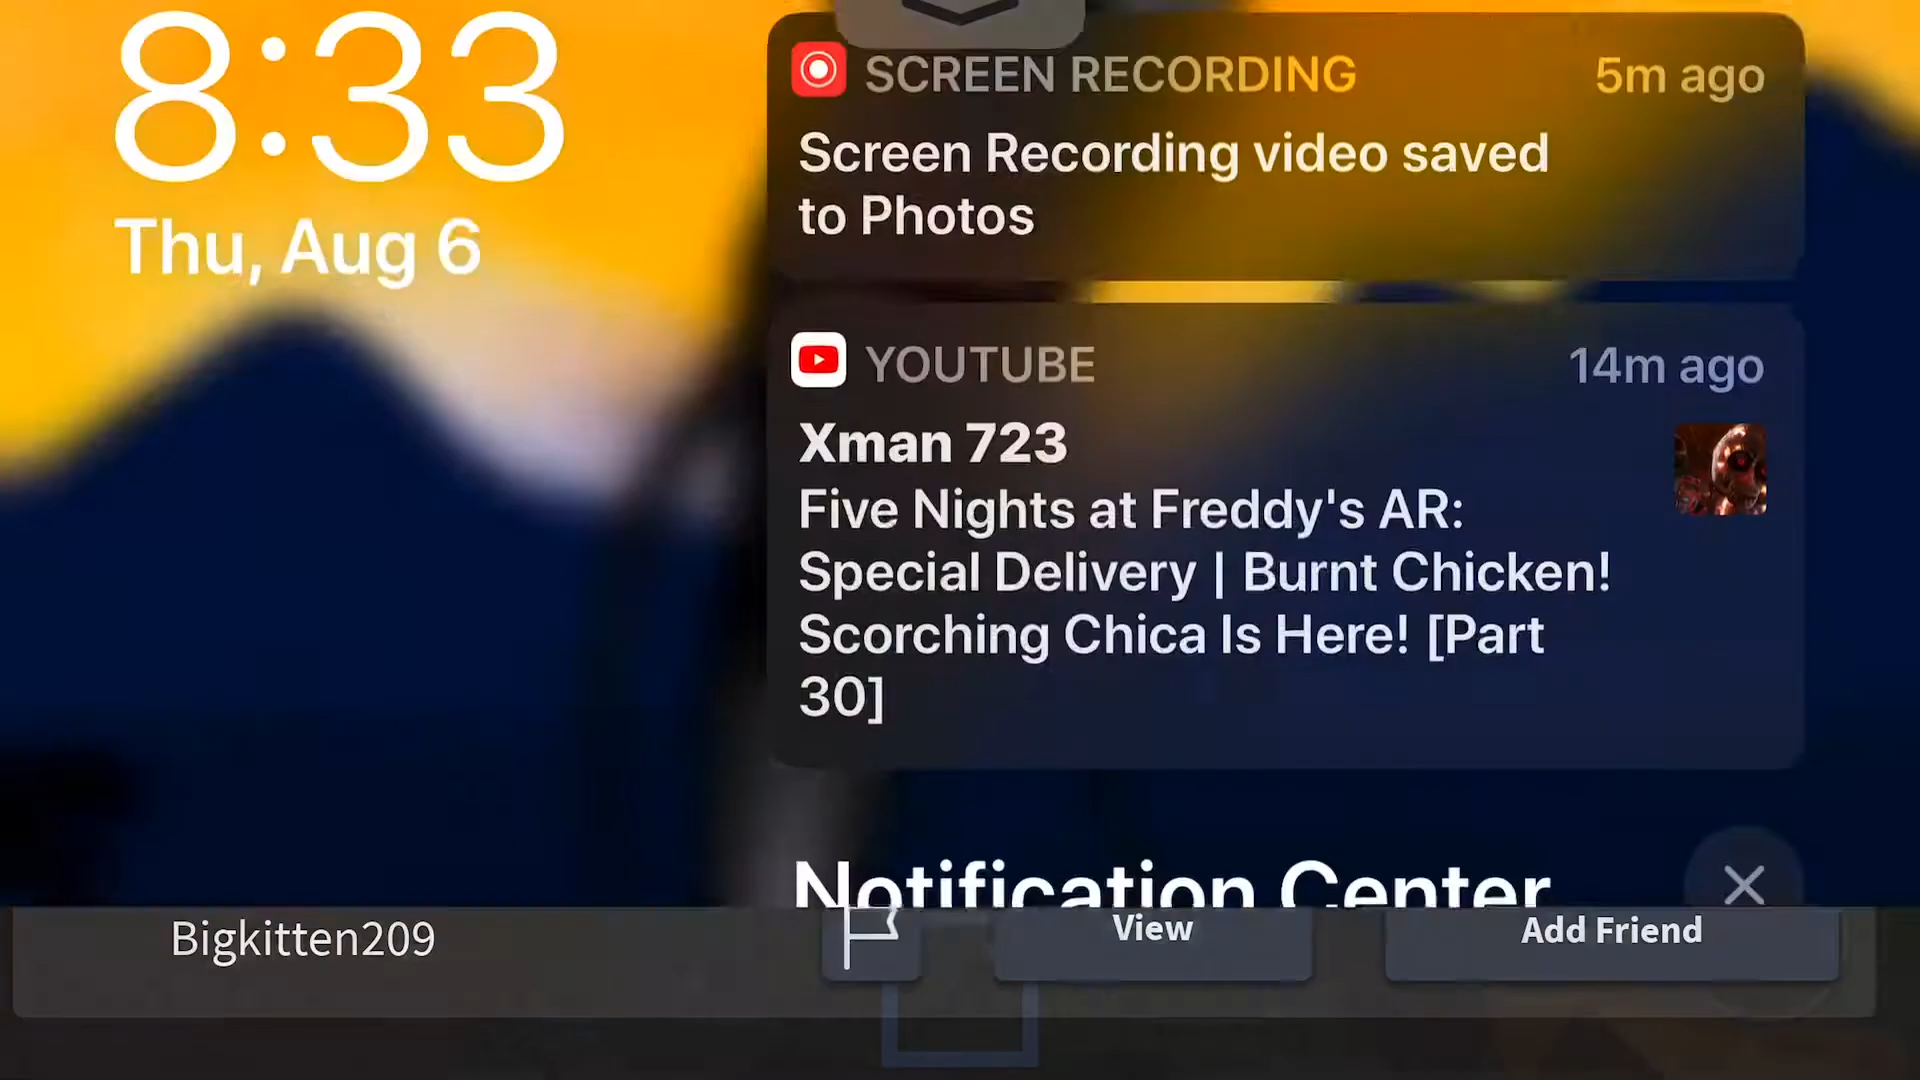 8:33
Thu, Aug 6
SCREEN RECORDING
5m ago
Screen Recording video saved
to Photos
YOUTUBE
14m ago
Xman 723
Five Nights at Freddy's AR:
Special Delivery | Burnt Chicken!
Scorching Chica Is Here! [Part
30]
Notification Center
Bigkitten209
View
Add Friend